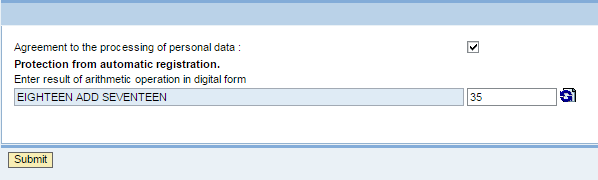 Agreement to the processing of personal data :
Protection from automatic registration.
Enter result of arithmetic operation in digital form
EIGHTEEN ADD SEVENTEEN 35
Submit